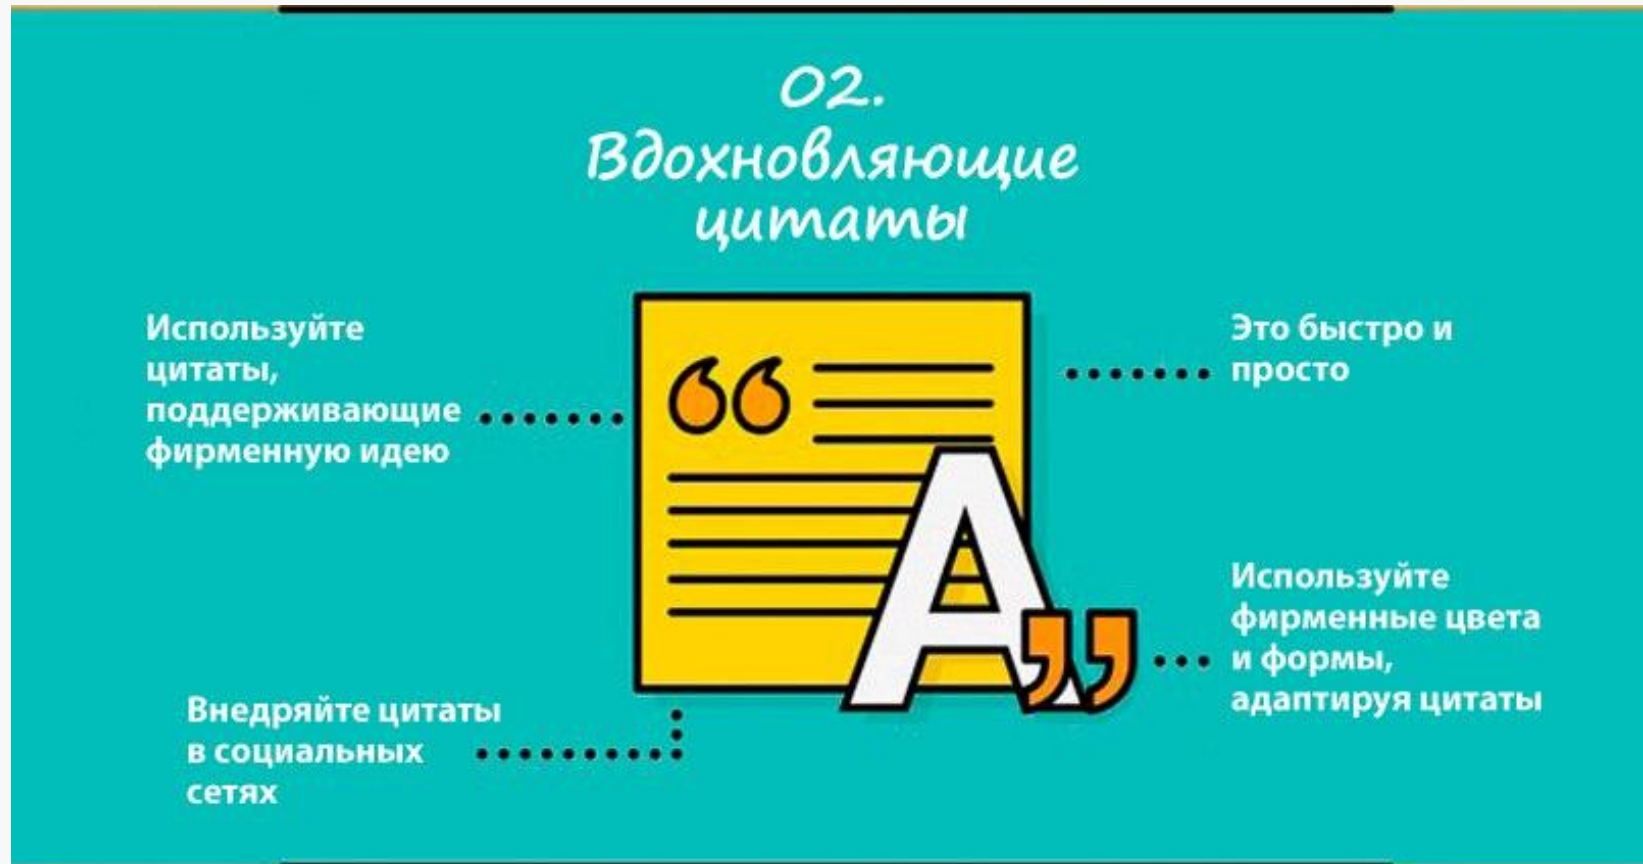 02.
Вдохновляющие
цитаты
Используйте
цитаты,
поддерживающие
фирменную идею
Это быстро и
просто
“
А
”
Используйте
фирменные цвета
и формы,
адаптируя цитаты
Внедряйте цитаты
в социальных
сетях